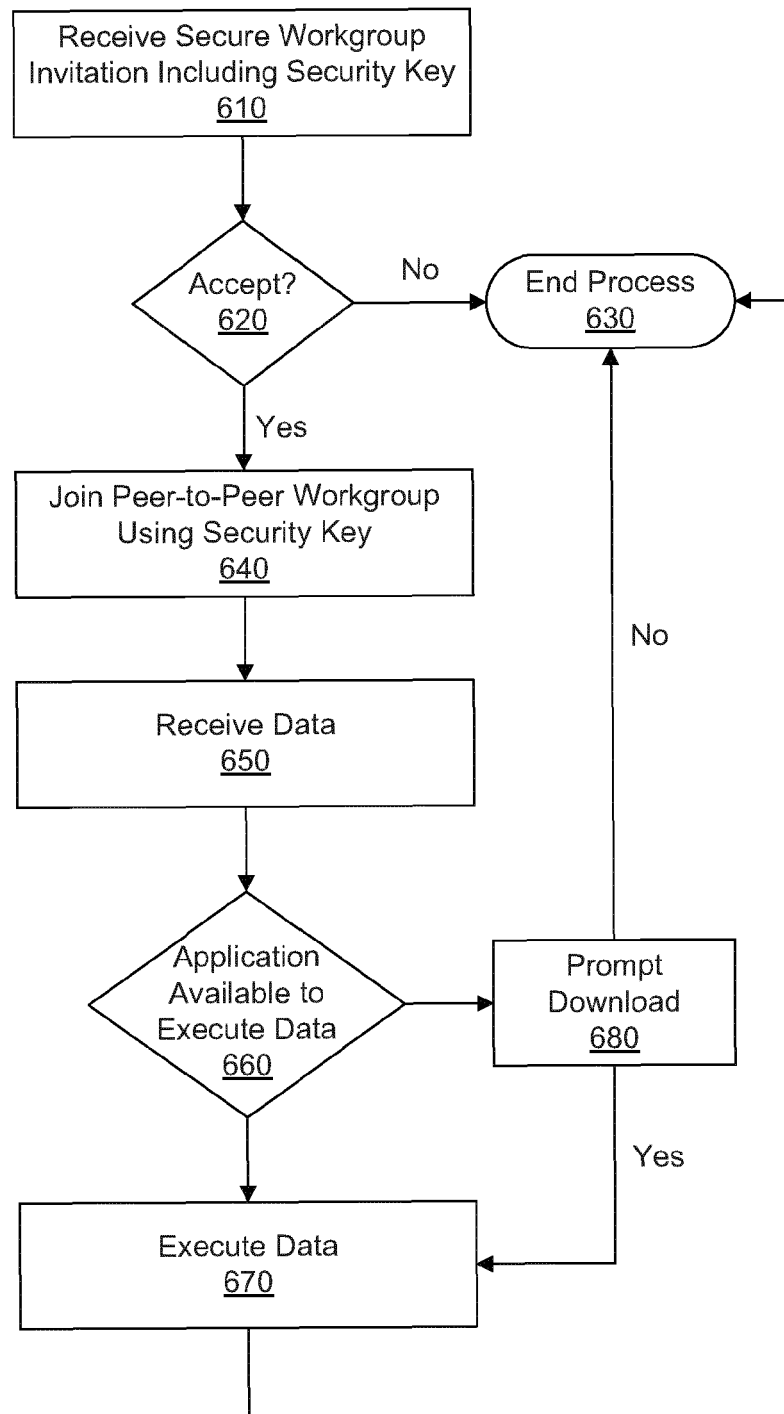 Receive Secure Workgroup
Invitation Including Security Key
610
Accept?
620
No
End Process
630
Yes
Join Peer-to-Peer Workgroup
Using Security Key
640
No
Receive Data
650
Application
Available to
Execute Data
660
Prompt
Download
680
Yes
Execute Data
670